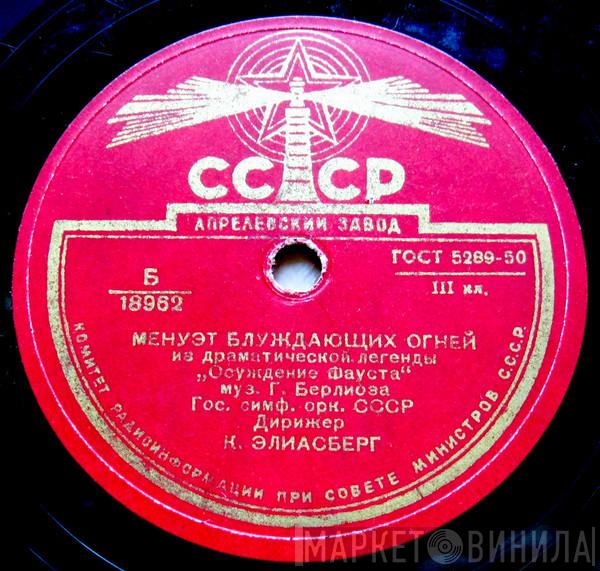 СССР
АПРЕЛЕВСКИЙ ЗАВОД
ГОСТ 5289-50
Б
18962
III кл.
МЕНУЭТ БЛУЖДАЮЩИХ ОГНЕЙ
из драматической легенды
„Осуждение Фауста“
муз. Г. Берлиоза
Гос. симф. орк. СССР
Дирижер
К. ЭЛИАСБЕРГ
КОМИТЕТ РАДИОИНФОРМАЦИИ ПРИ СОВЕТЕ МИНИСТРОВ СССР.
МАРКЕТ ВИНИЛА